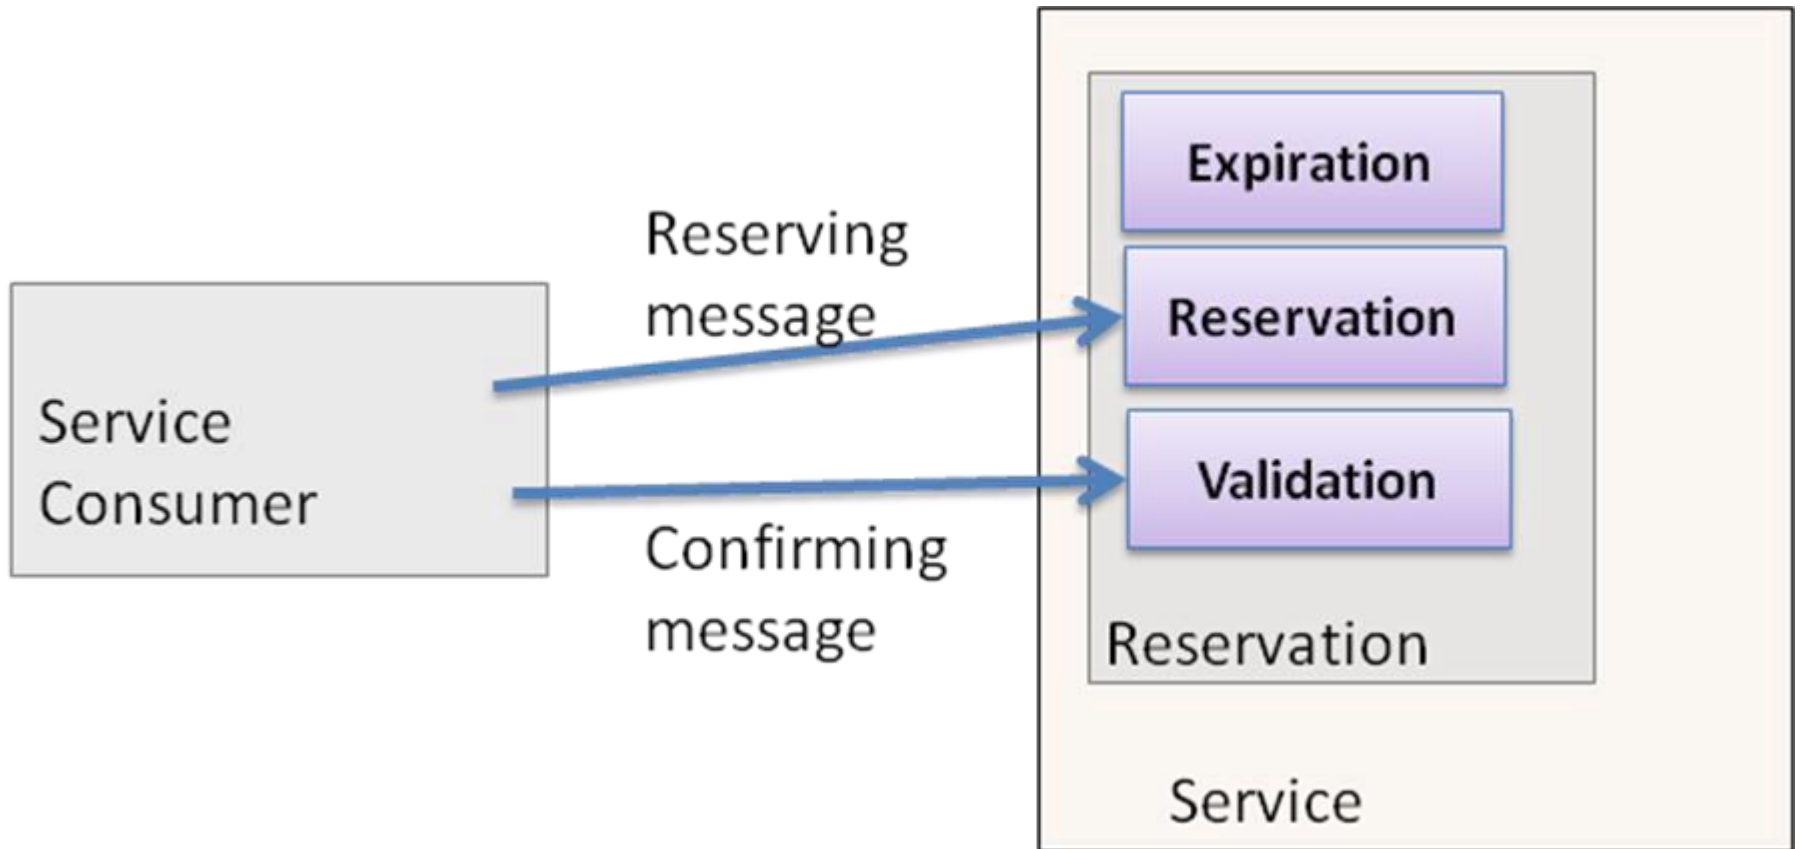 Service
Consumer
Reserving
message
Confirming
message
Expiration
Reservation
Validation
Reservation
Service